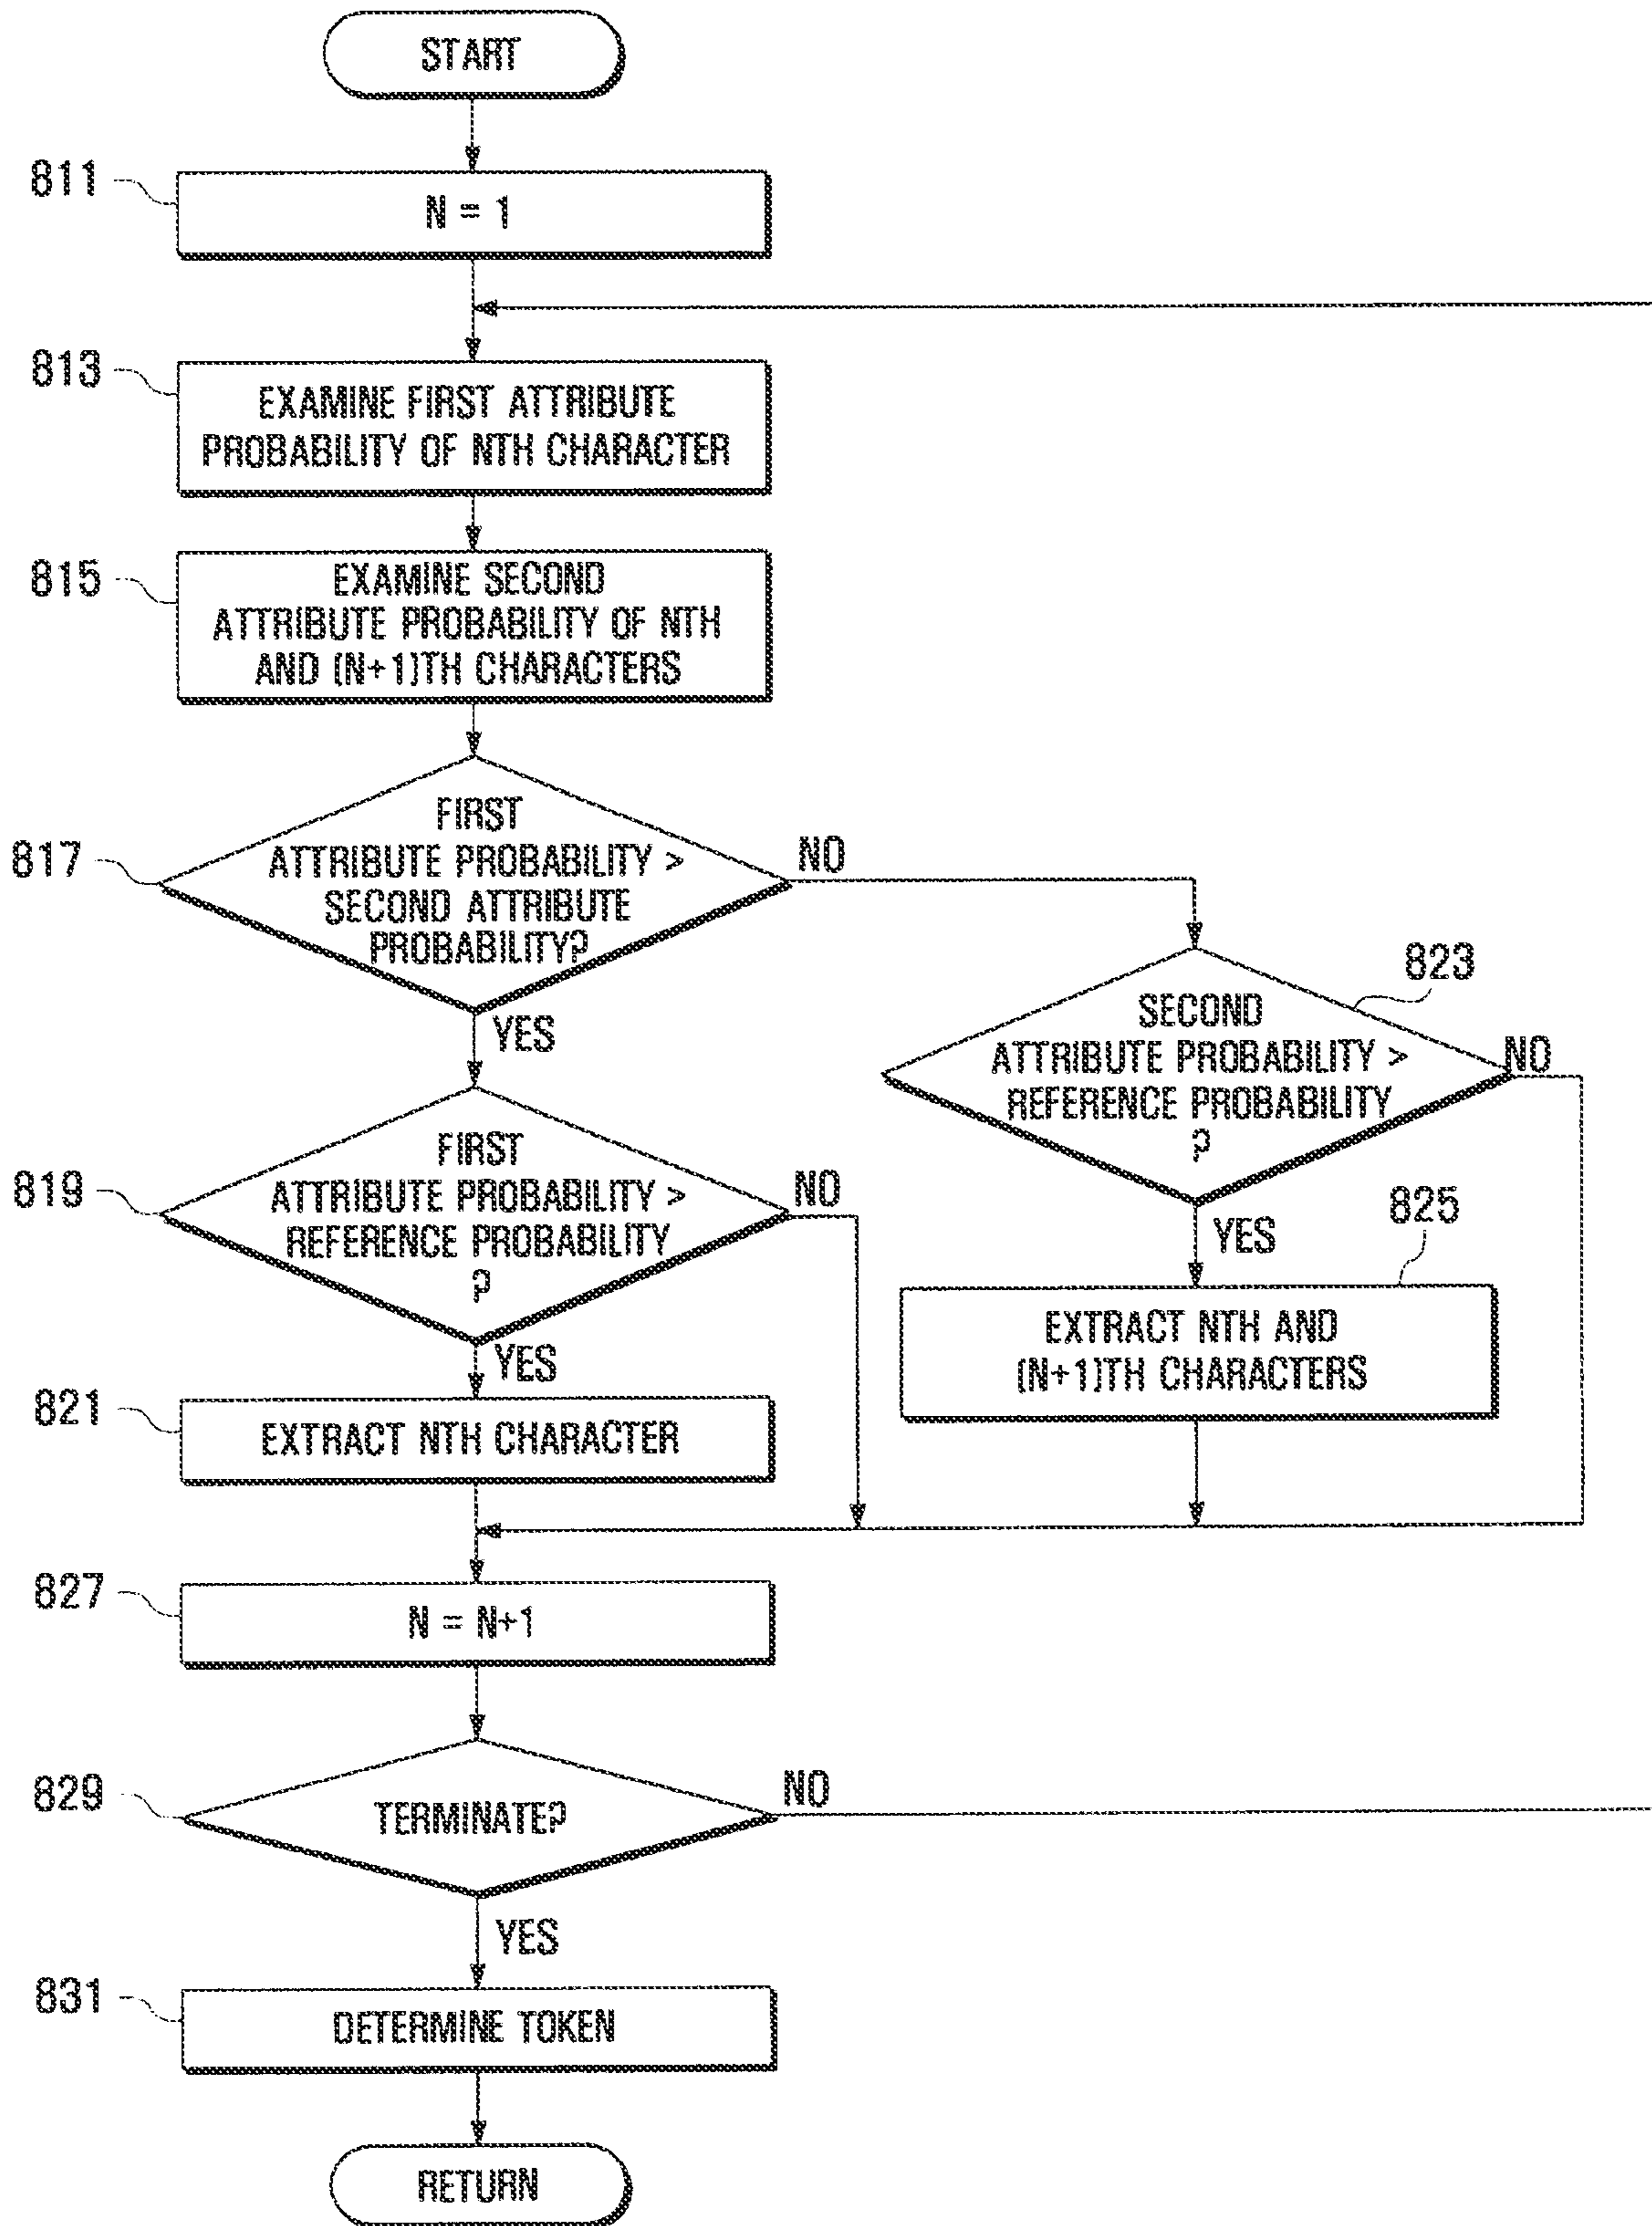 START
811
N = 1
813
EXAMINE FIRST ATTRIBUTE
PROBABILITY OF NTH CHARACTER
815
EXAMINE SECOND
ATTRIBUTE PROBABILITY OF NTH
AND (N+1)TH CHARACTERS
817
FIRST
ATTRIBUTE PROBABILITY >
SECOND ATTRIBUTE
PROBABILITY?
NO
YES
823
SECOND
ATTRIBUTE PROBABILITY >
REFERENCE PROBABILITY
?
NO
YES
819
FIRST
ATTRIBUTE PROBABILITY >
REFERENCE PROBABILITY
?
NO
YES
825
EXTRACT NTH AND
(N+1)TH CHARACTERS
821
EXTRACT NTH CHARACTER
827
N = N+1
829
TERMINATE?
NO
YES
831
DETERMINE TOKEN
RETURN